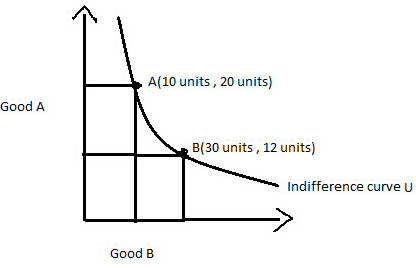 A(10 units , 20 units)
Good A
B(30 units , 12 units)
Indifference curve U
Good B